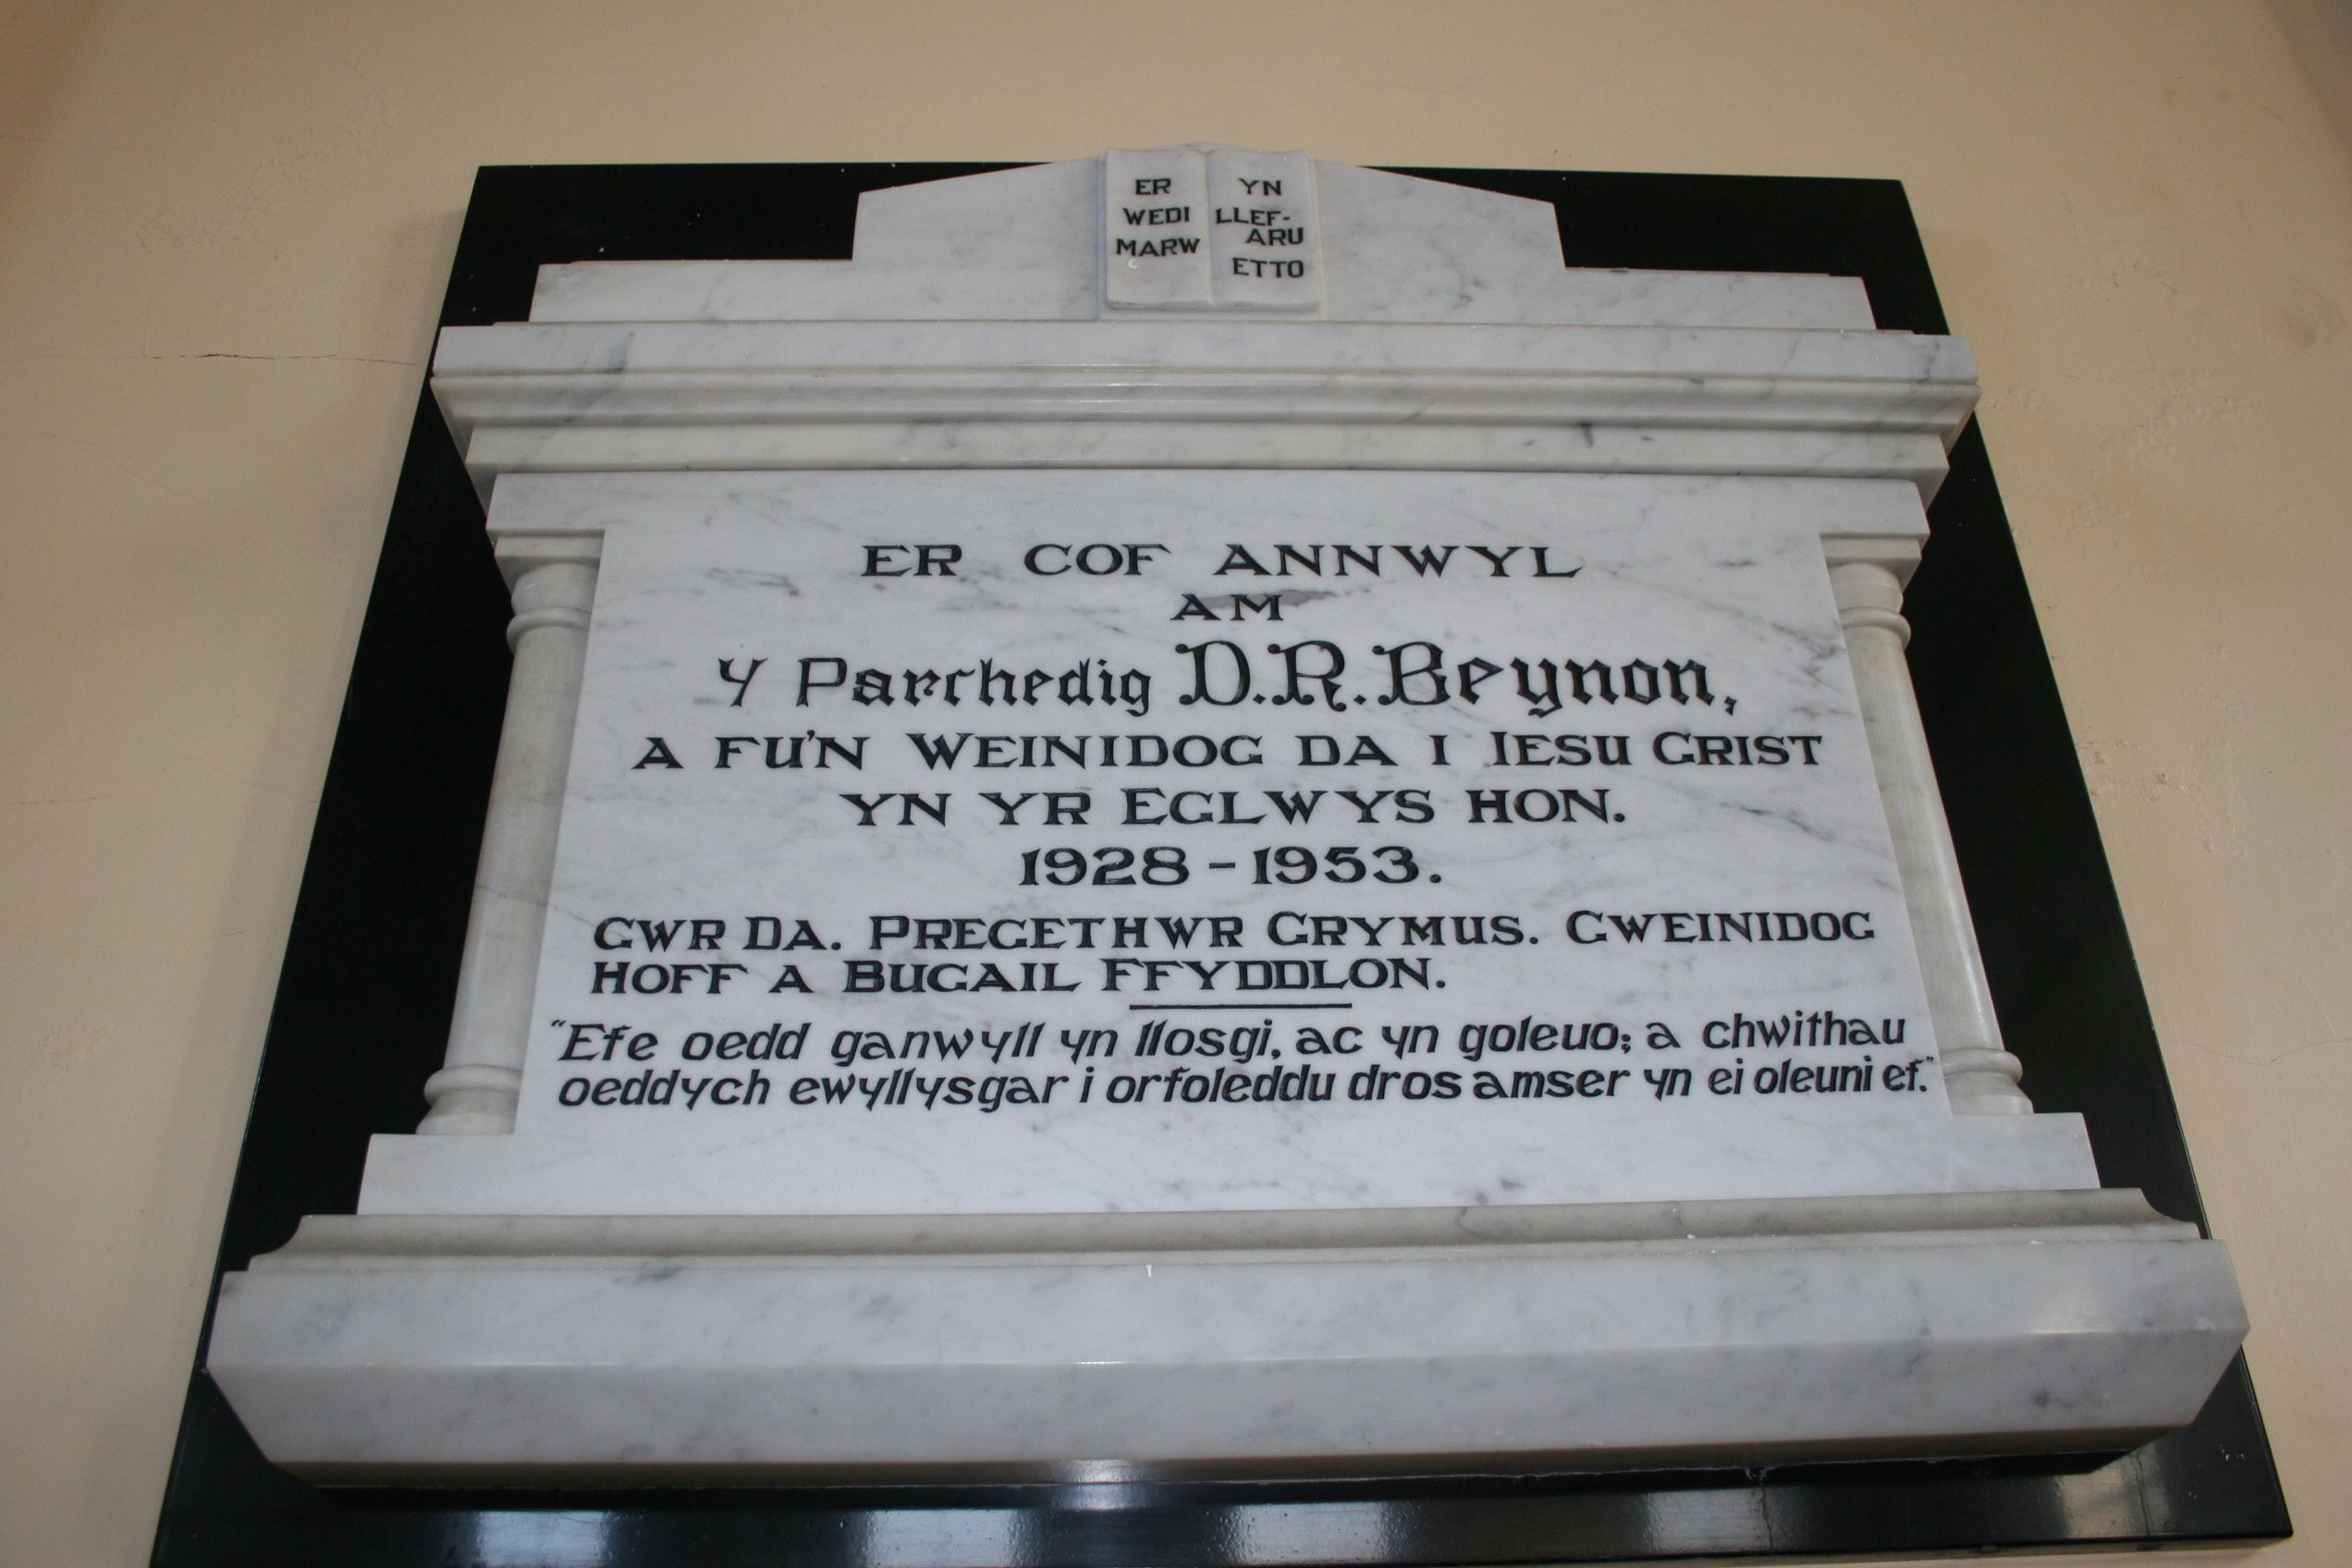 ER
WEDI
MARW
YN
LLEF-
ARU
ETTO
ER COF ANNWYL
AM
Y Parchedig D.R. Beynon,
A FU'N WEINIDOG DA I IESU GRIST
YN YR EGLWYS HON.
1928 - 1953.
GWR DA. PREGETHWR GRYMUS. GWEINIDOG
HOFF A BUGAIL FFYDDLON.
"Efe oedd ganwyll yn llosgi, ac yn goleuo; a chwithau
oeddych ewyllysgar i orfoleddu dros amser yn ei oleuni ef."